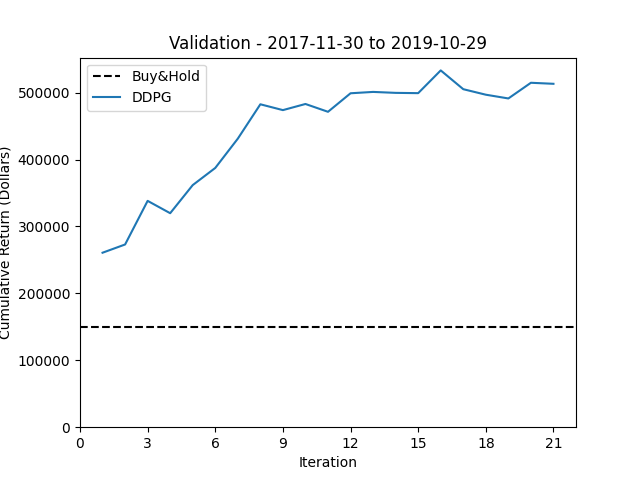 Validation - 2017-11-30 to 2019-10-29
Buy&Hold
DDPG
500000
400000
300000
200000
100000
0
Cumulative Return (Dollars)
0 3 6 9 12 15 18 21
Iteration